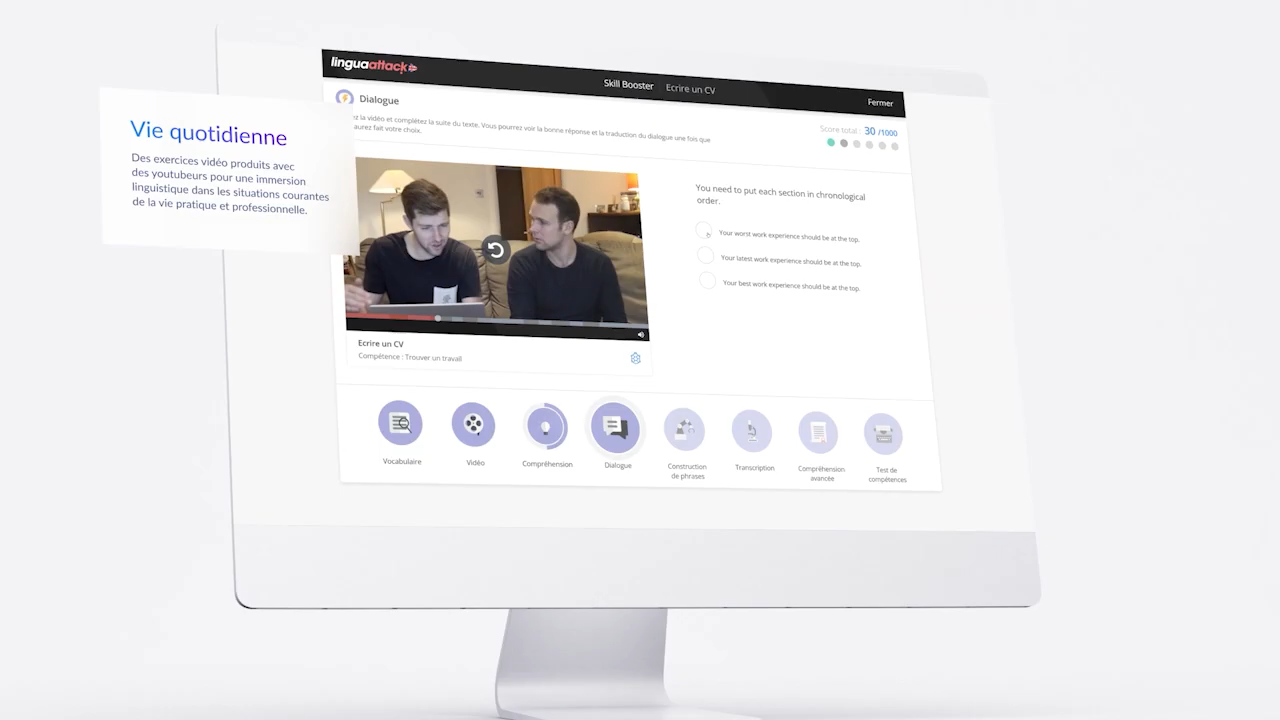 linguaattack
Skill Booster
Ecrire un CV
Fermer
Dialogue
ez la vidéo et complétez la suite du texte. Vous pourrez voir la bonne réponse et la traduction du dialogue une fois que
aurez fait votre choix.
Score total : 30 /1000
Vie quotidienne
Des exercices vidéo produits avec
des youtubeurs pour une immersion
linguistique dans les situations courantes
de la vie pratique et professionnelle.
You need to put each section in chronological
order.
Your worst work experience should be at the top.
Your latest work experience should be at the top.
Your best work experience should be at the top.
Ecrire un CV
Compétence : Trouver un travail
Vocabulaire
Vidéo
Compréhension
Dialogue
Construction
de phrases
Transcription
Compréhension
avancée
Test de
compétences